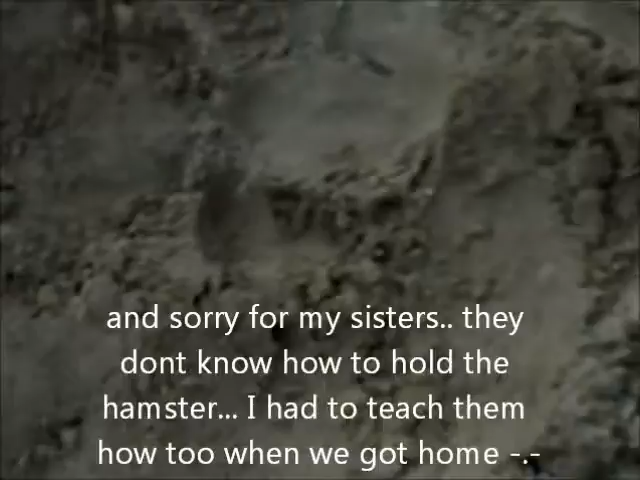 and sorry for my sisters.. they
dont know how to hold the
hamster... I had to teach them
how too when we got home -.-